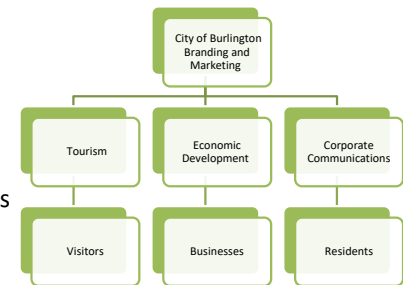 City of Burlington
Branding and
Marketing
Tourism
Economic
Development
Corporate
Communications
s
Visitors
Businesses
Residents